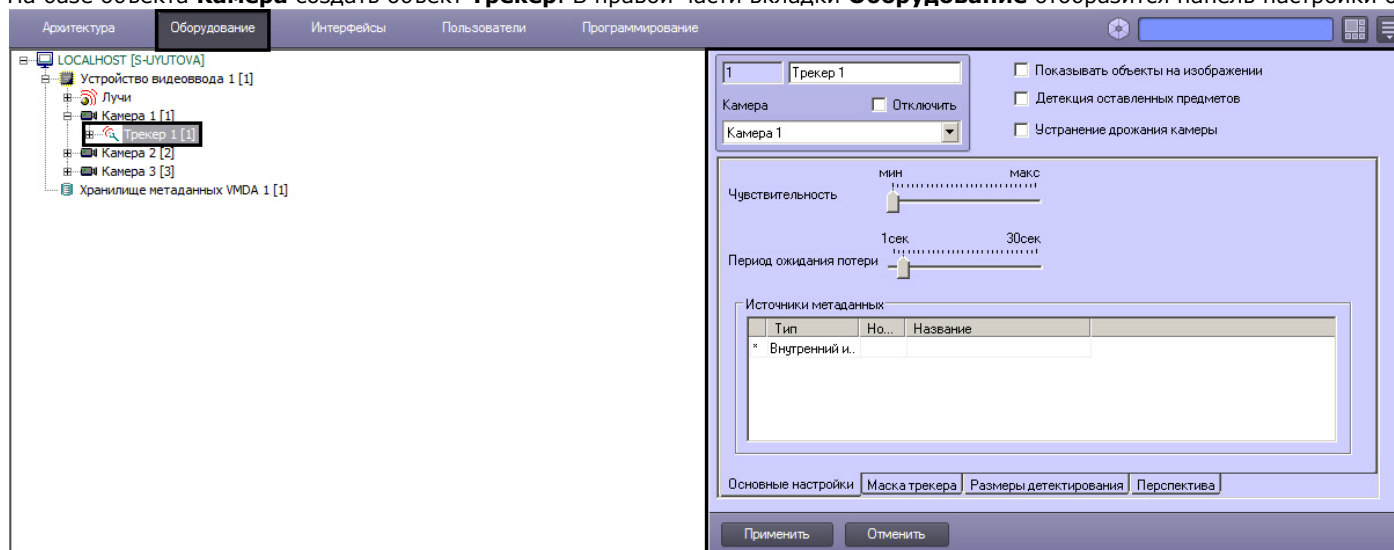 На базе объекта Камера создать объект Трекер. В правой части вкладки Оборудование отобразится панель настройки
Архитектура Оборудование Интерфейсы Пользователи Программирование
LOCALHOST [S-UYUTOVA]
Устройство видеоввода 1 [1]
Лучи
Камера 1 [1]
Трекер 1 [1]
Камера 2 [2]
Камера 3 [3]
Хранилище метаданных VMDA 1 [1]
1 Трекер 1
Камера Отключить
Камера 1
Показывать объекты на изображении
Детекция оставленных предметов
Устранение дрожания камеры
мин макс
Чувствительность
1сек 30сек
Период ожидания потери
Источники метаданных
Тип Но... Название
* Внутренний и..
Основные настройки Маска трекера Размеры детектирования Перспектива
Применить Отменить